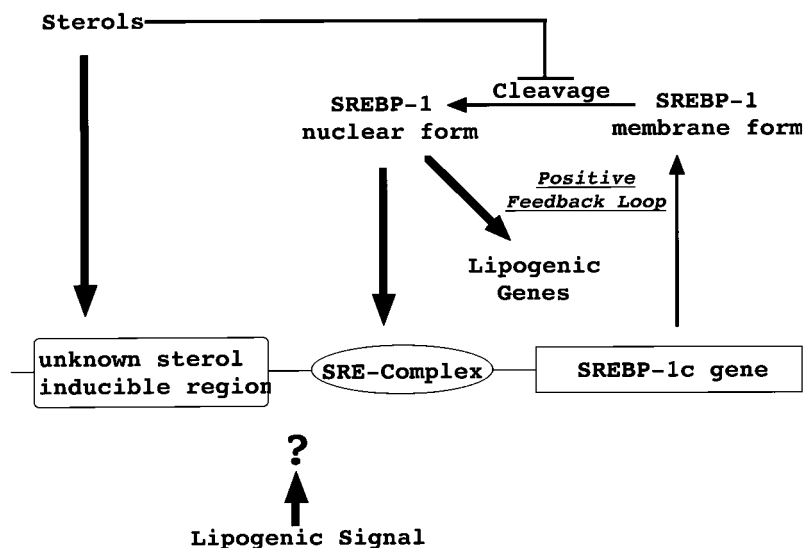 Sterols
Cleavage
SREBP-1
nuclear form
SREBP-1
membrane form
Positive
Feedback Loop
Lipogenic
Genes
unknown sterol
inducible region
SRE-Complex
SREBP-1c gene
?
Lipogenic Signal